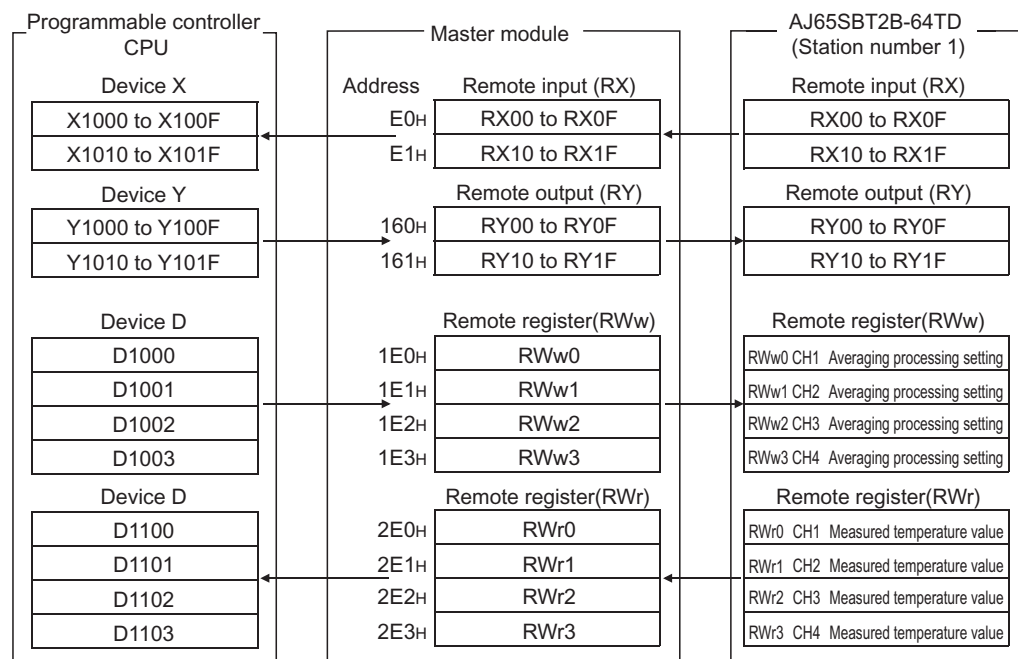 Programmable controller
CPU
Master module
AJ65SBT2B-64TD
(Station number 1)
Device X
Address
Remote input (RX)
Remote input (RX)
X1000 to X100F
E0H
RX00 to RX0F
RX00 to RX0F
X1010 to X101F
E1H
RX10 to RX1F
RX10 to RX1F
Device Y
Remote output (RY)
Remote output (RY)
Y1000 to Y100F
160H
RY00 to RY0F
RY00 to RY0F
Y1010 to Y101F
161H
RY10 to RY1F
RY10 to RY1F
Device D
Remote register(RWw)
Remote register(RWw)
D1000
1E0H
RWw0
RWw0 CH1 Averaging processing setting
D1001
1E1H
RWw1
RWw1 CH2 Averaging processing setting
D1002
1E2H
RWw2
RWw2 CH3 Averaging processing setting
D1003
1E3H
RWw3
RWw3 CH4 Averaging processing setting
Device D
Remote register(RWr)
Remote register(RWr)
D1100
2E0H
RWr0
RWr0 CH1 Measured temperature value
D1101
2E1H
RWr1
RWr1 CH2 Measured temperature value
D1102
2E2H
RWr2
RWr2 CH3 Measured temperature value
D1103
2E3H
RWr3
RWr3 CH4 Measured temperature value